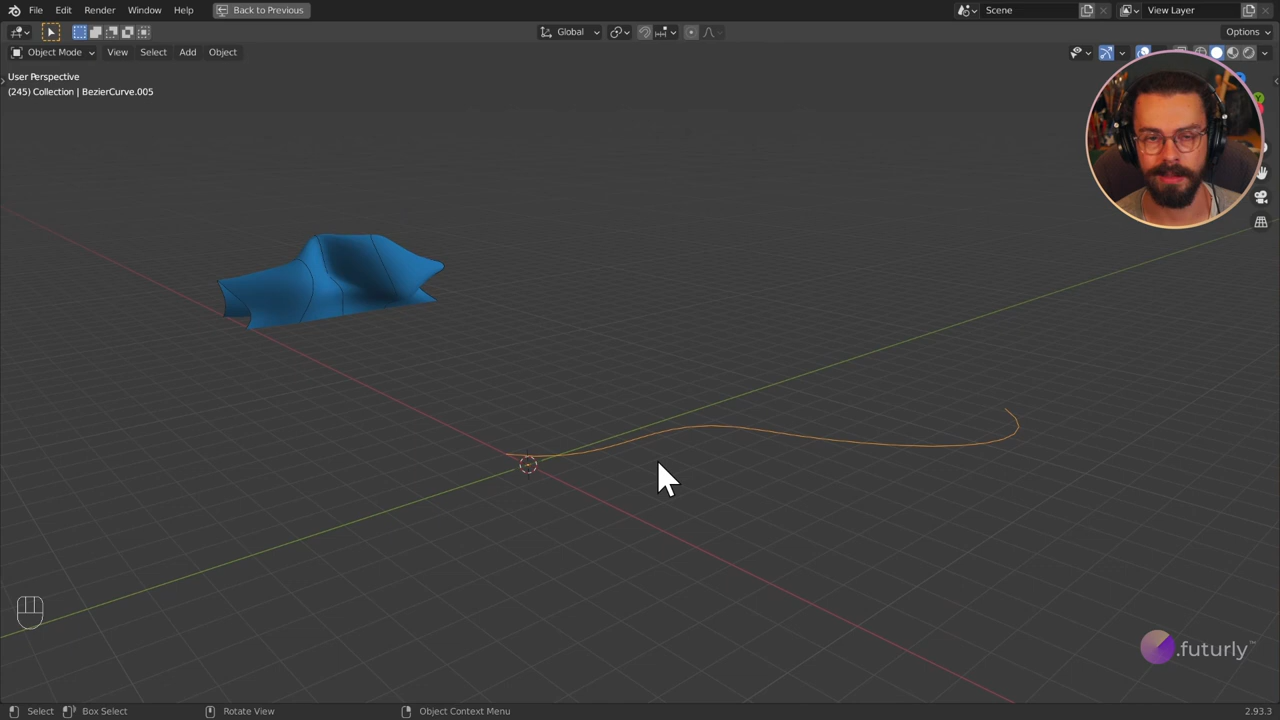 File Edit Render Window Help Back to Previous Scene View Layer
Global Options
Object Mode View Select Add Object
User Perspective
(245) Collection | BezierCurve.005
Y
.futurly™
Select Box Select Rotate View Object Context Menu 2.93.3